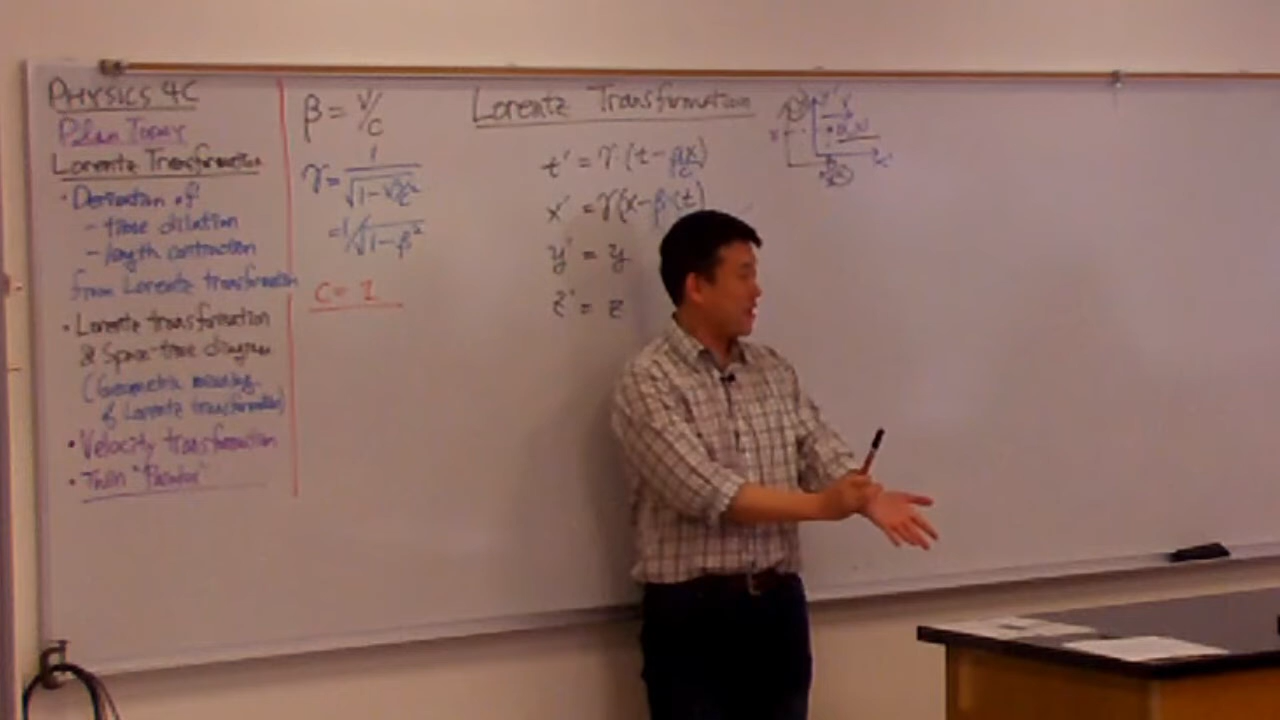 PHYSICS 4C
Plan Today
Lorentz Transformation
• Derivation of
- time dilation
- length contraction
from Lorentz transformation
• Lorentz transformation
& Space-time diagram
(Geometric meaning
of Lorentz transformation)
• Velocity transformation
• Twin "Paradox"
β = v/c
γ = 1/√(1-v²/c²)
= 1/√(1-β²)
C = 1
Lorentz Transformation
t' = γ (t - βx/c)
x' = γ(x - βct)
y' = y
z' = z